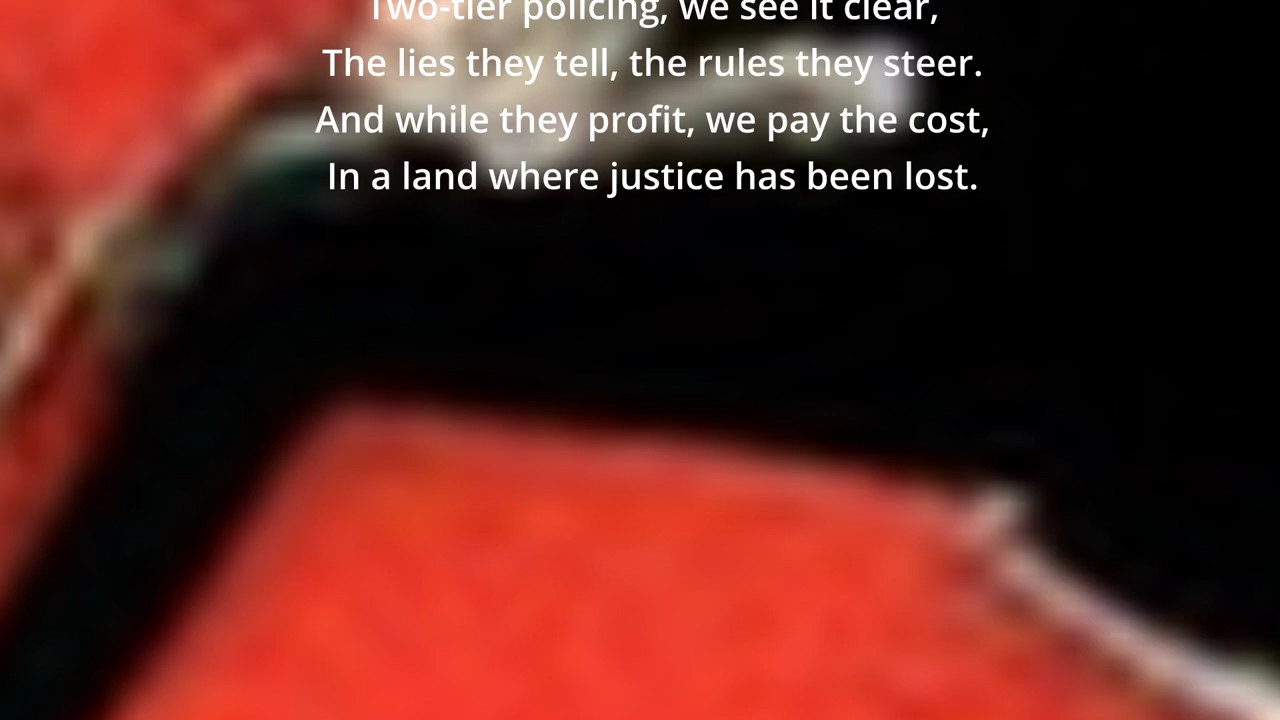 Two-tier policing, we see it clear,
The lies they tell, the rules they steer.
And while they profit, we pay the cost,
In a land where justice has been lost.